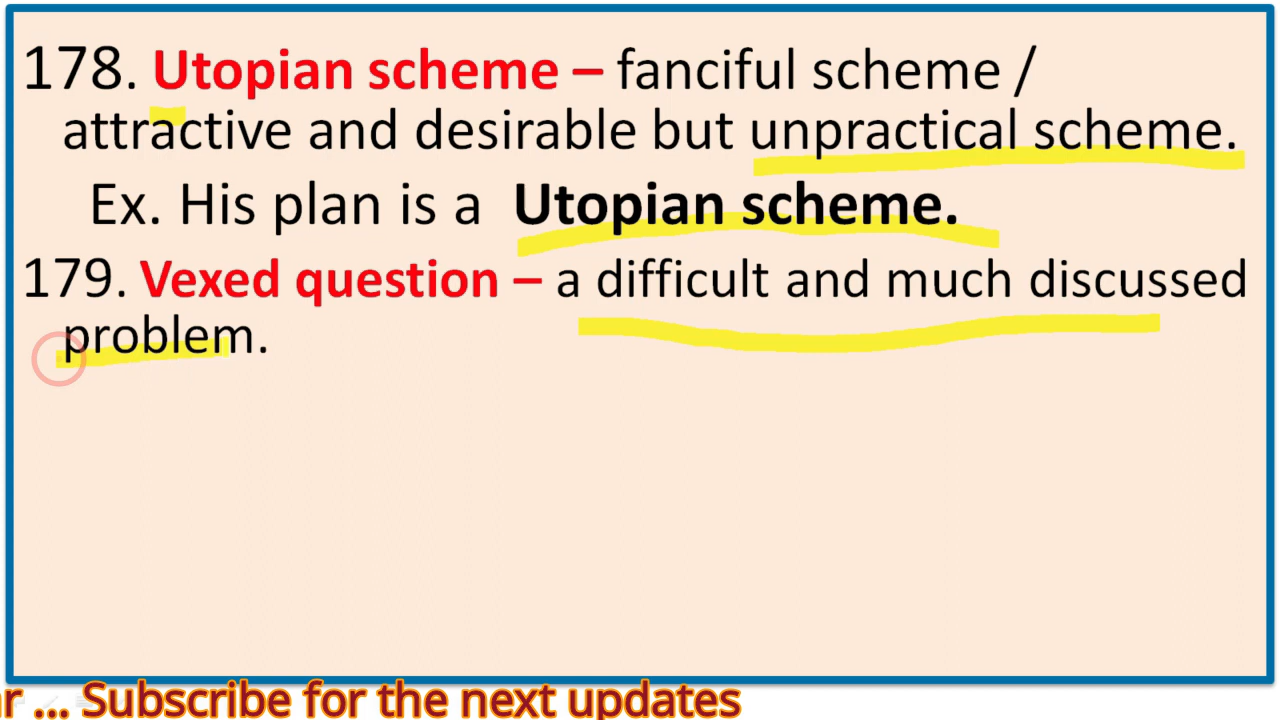 178. Utopian scheme – fanciful scheme /
attractive and desirable but unpractical scheme.
Ex. His plan is a Utopian scheme.
179. Vexed question – a difficult and much discussed
problem.
... Subscribe for the next updates